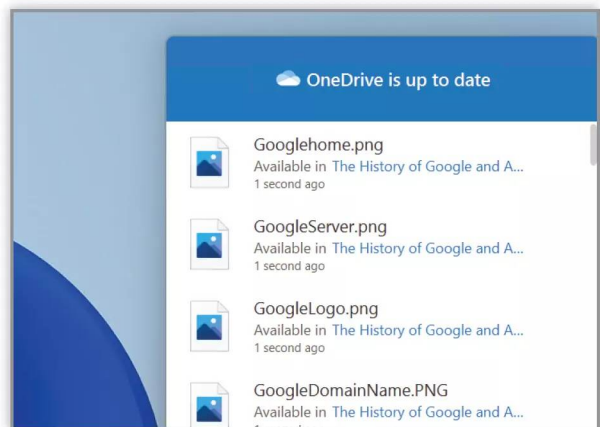 OneDrive is up to date
Googlehome.png
Available in The History of Google and A...
1 second ago
GoogleServer.png
Available in The History of Google and A...
1 second ago
GoogleLogo.png
Available in The History of Google and A...
1 second ago
GoogleDomainName.PNG
Available in The History of Google and A...